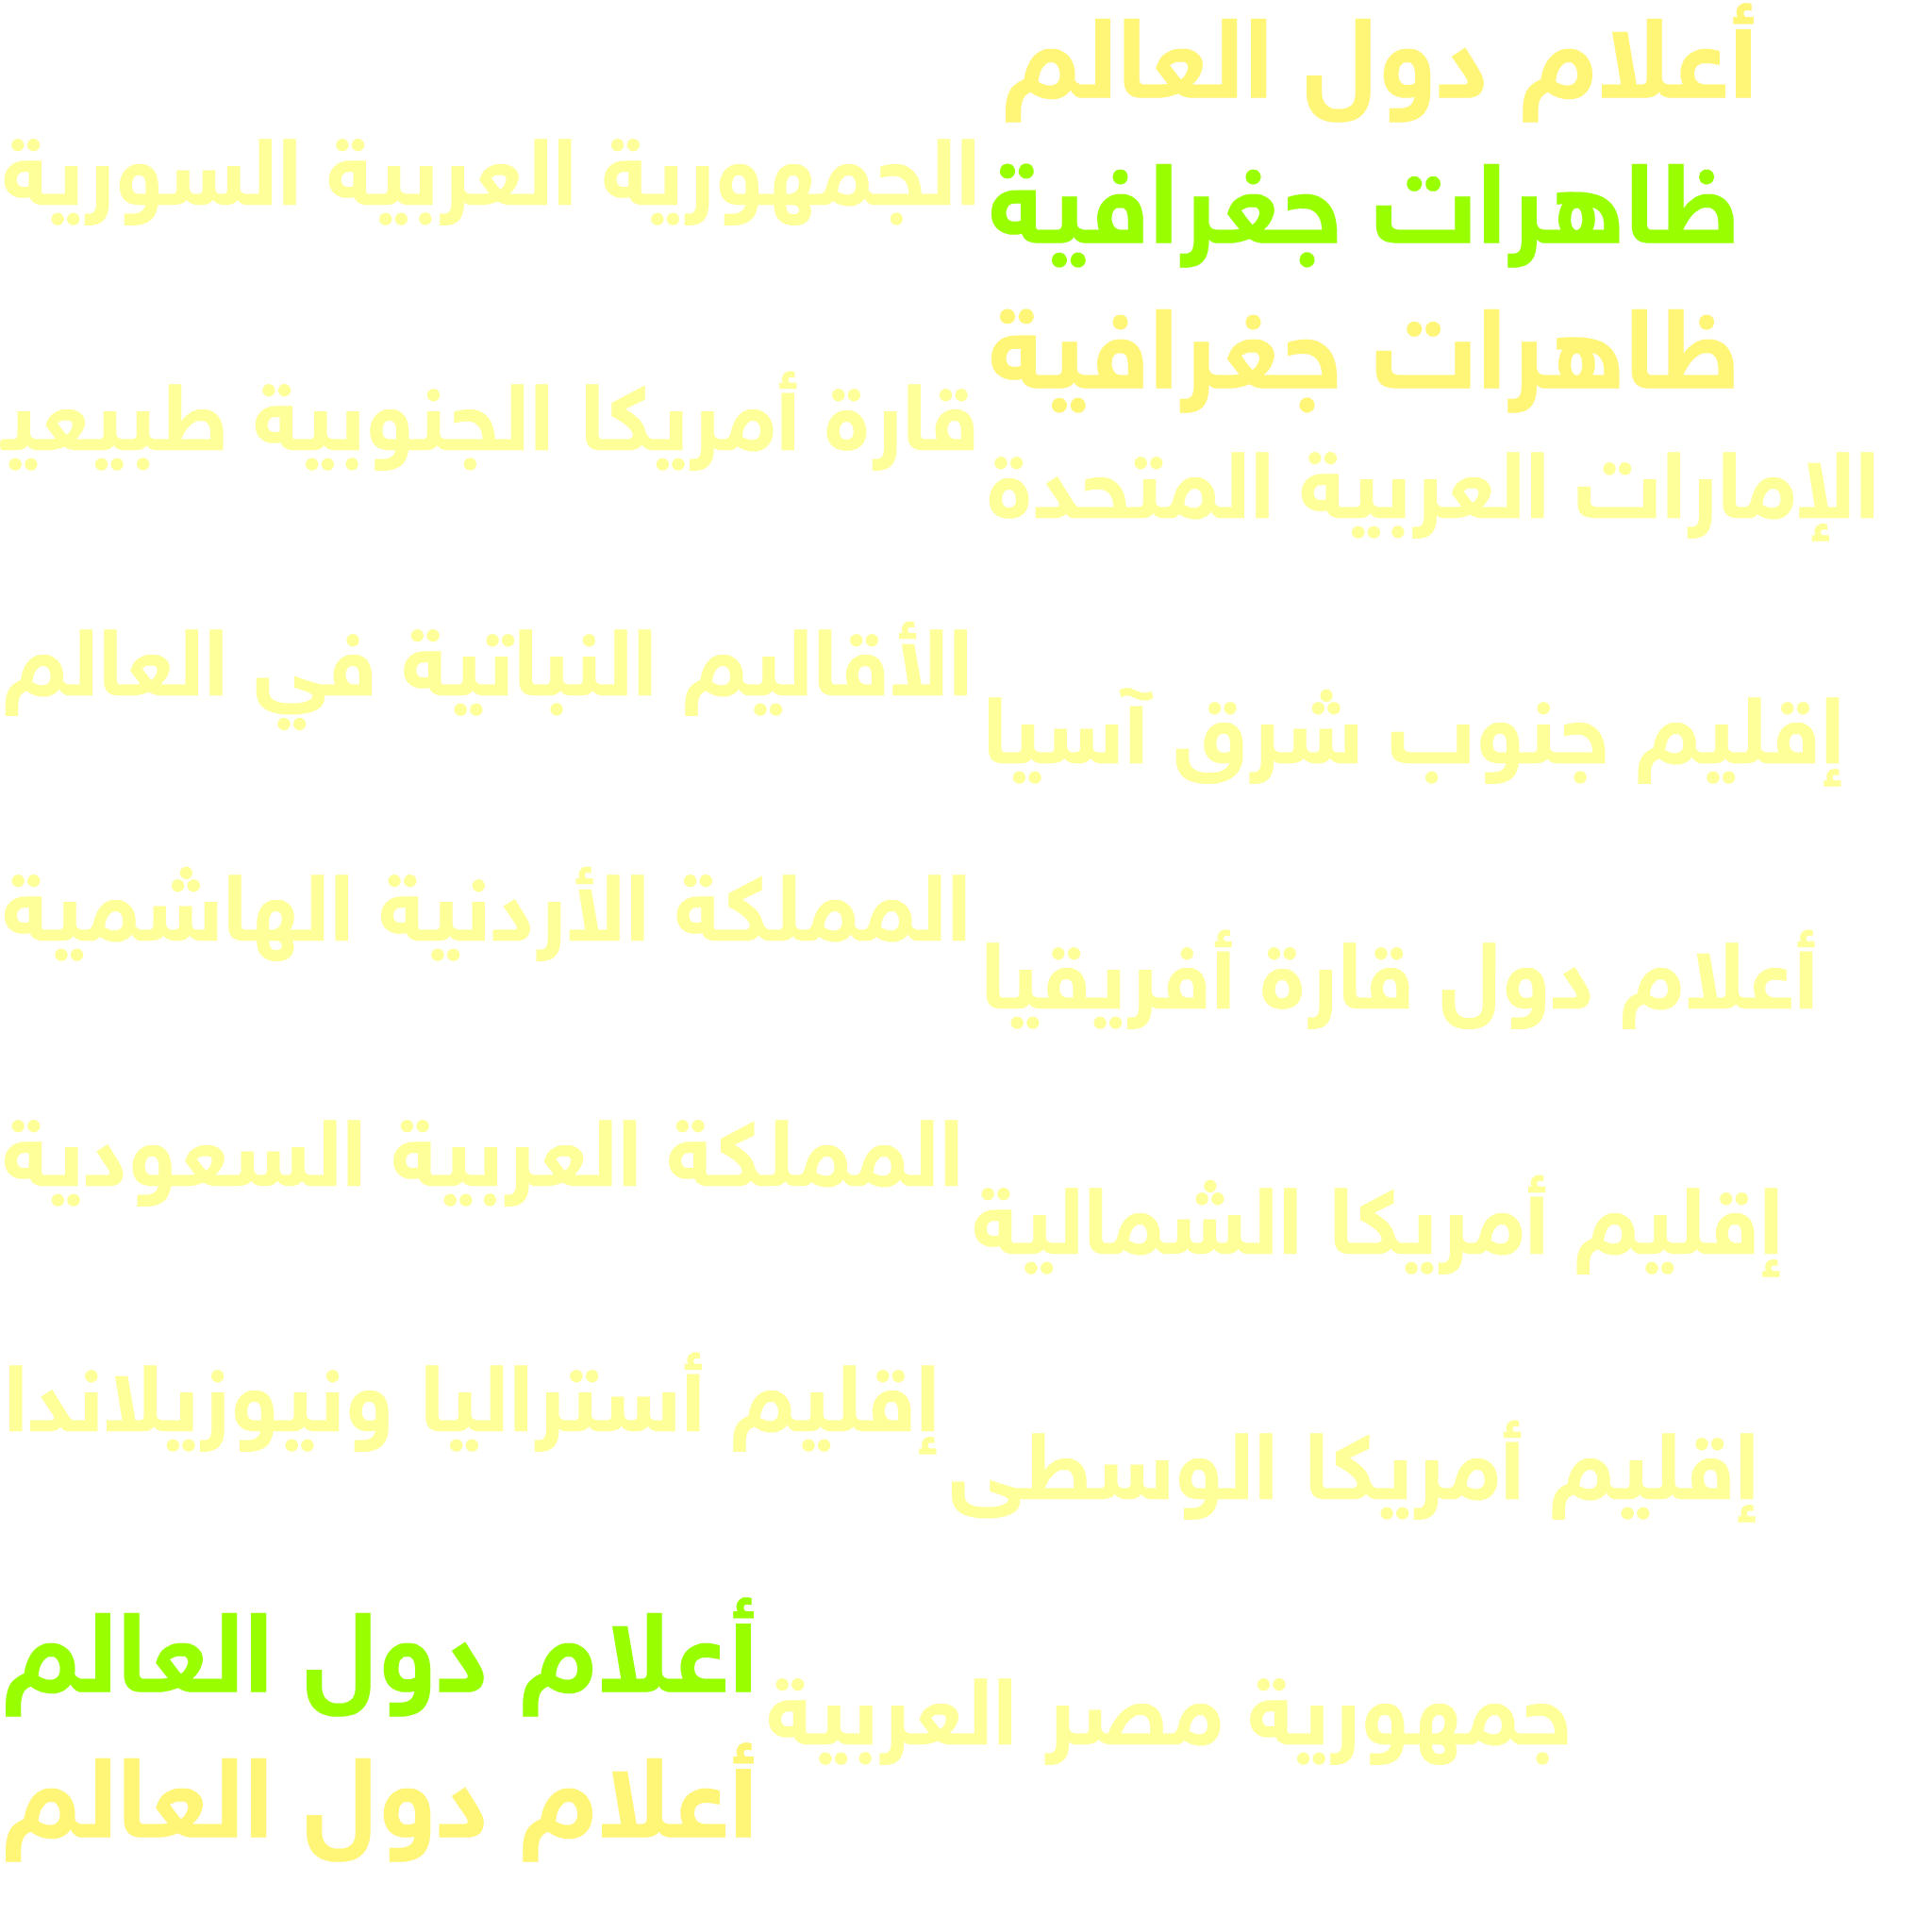 أعلام دول العالم
ظاهرات جغرافية
ظاهرات جغرافية
الإمارات العربية المتحدة
إقليم جنوب شرق آسيا
أعلام دول قارة أفريقيا
إقليم أمريكا الشمالية
إقليم أمريكا الوسطى
جمهورية مصر العربية
الجمهورية العربية السورية
قارة أمريكا الجنوبية طبيعيـ
الأقاليم النباتية في العالم
المملكة الأردنية الهاشمية
المملكة العربية السعودية
إقليم أستراليا ونيوزيلاندا
أعلام دول العالم
أعلام دول العالم